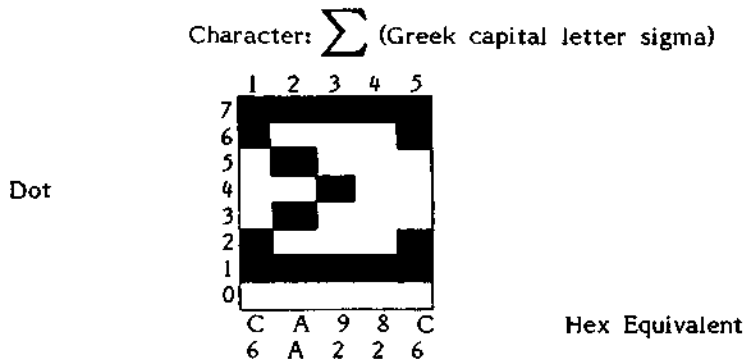 Character: ∑ (Greek capital letter sigma)
1 2 3 4 5
7
6
5
Dot 4
3
2
1
0
C A 9 8 C Hex Equivalent
6 A 2 2 6